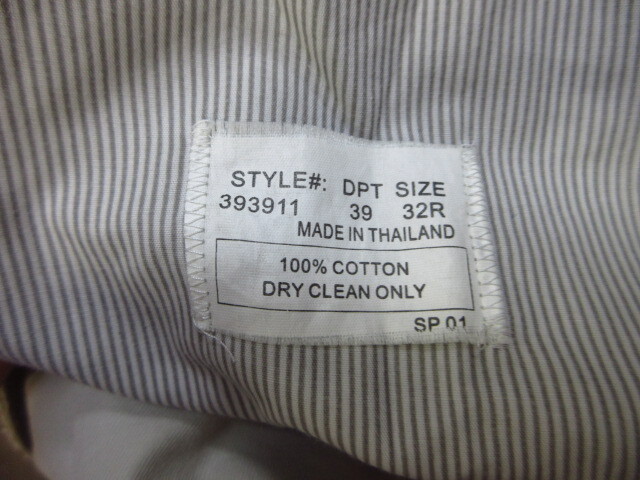 STYLE#: DPT SIZE
393911 39 32R
MADE IN THAILAND
100% COTTON
DRY CLEAN ONLY
SP 01